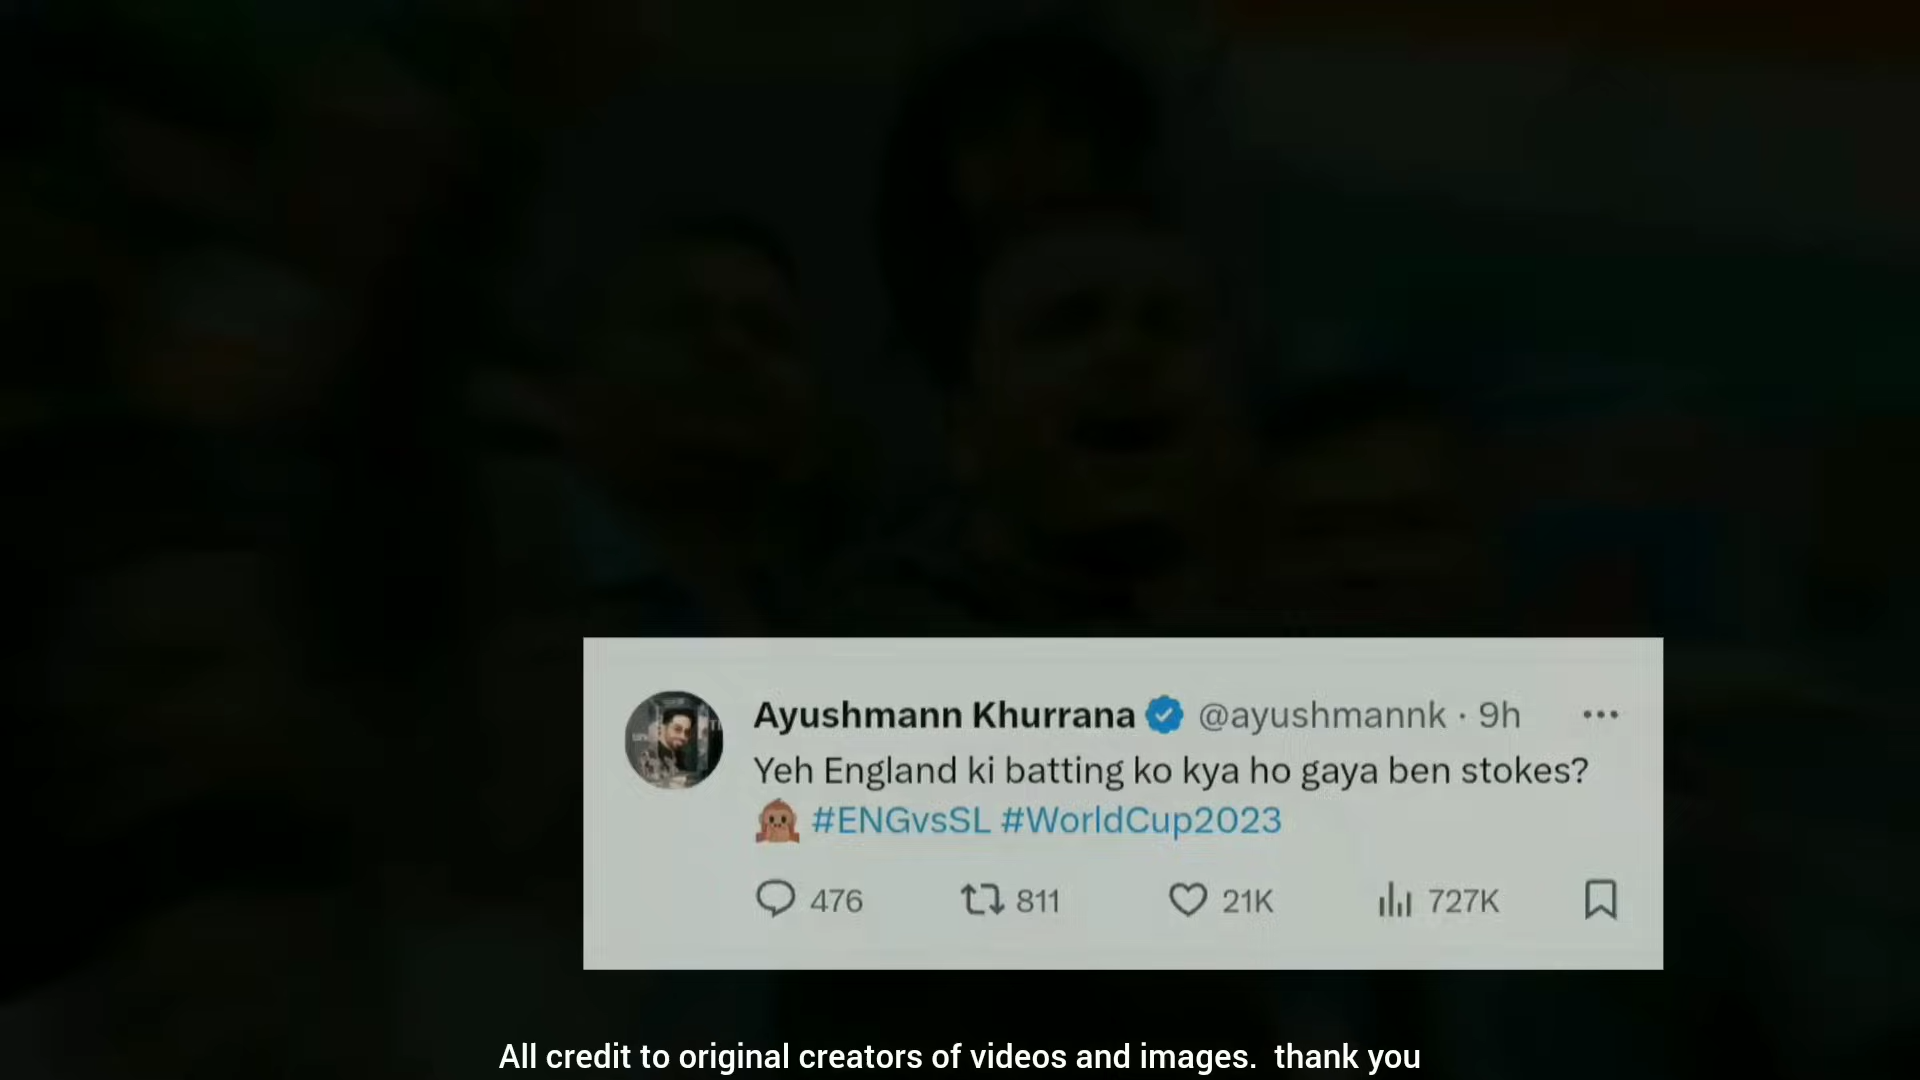 Ayushmann Khurrana @ayushmannk · 9h
Yeh England ki batting ko kya ho gaya ben stokes?
🙊 #ENGvsSL #WorldCup2023
476 811 21K 727K
All credit to original creators of videos and images. thank you